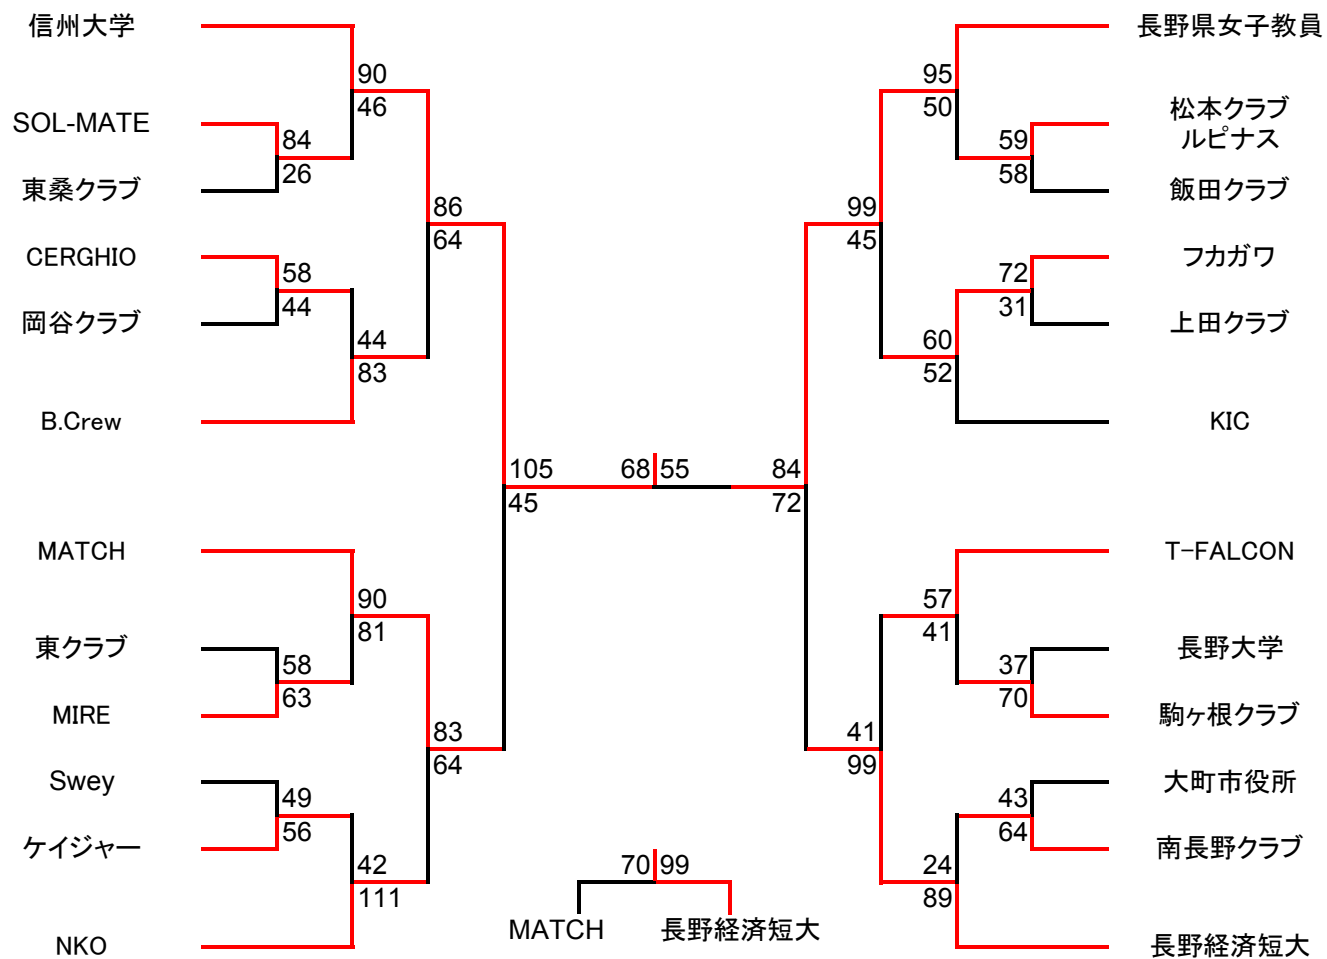 信州大学
90
46
SOL-MATE
84
26
東桑クラブ
86
64
CERGHIO
58
44
岡谷クラブ
44
83
B.Crew
105
45
MATCH
90
81
東クラブ
58
63
MIRE
83
64
Swey
49
56
ケイジャー
42
111
NKO
68 55
長野県女子教員
95
50
松本クラブ
ルピナス
59
58
飯田クラブ
99
45
フカガワ
72
31
上田クラブ
60
52
KIC
84
72
T-FALCON
57
41
長野大学
37
70
駒ヶ根クラブ
41
99
大町市役所
43
64
南長野クラブ
24
89
長野経済短大
70 99
MATCH 長野経済短大